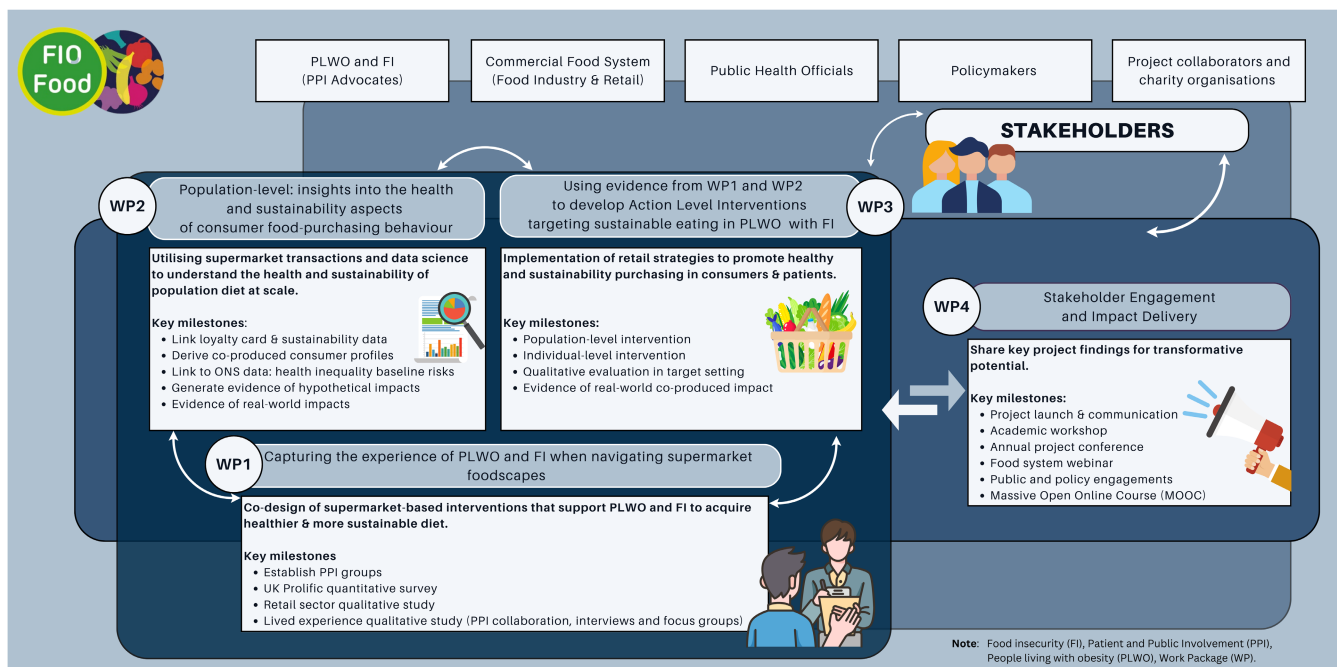 FIO
Food
PLWO and FI
(PPI Advocates)
Commercial Food System
(Food Industry & Retail)
Public Health Officials
Policymakers
Project collaborators and
charity organisations
STAKEHOLDERS
WP2
Population-level: insights into the health
and sustainability aspects
of consumer food-purchasing behaviour
Utilising supermarket transactions and data science
to understand the health and sustainability of
population diet at scale.
Key milestones:
• Link loyalty card & sustainability data
• Derive co-produced consumer profiles
• Link to ONS data: health inequality baseline risks
• Generate evidence of hypothetical impacts
• Evidence of real-world impacts
Using evidence from WP1 and WP2
to develop Action Level Interventions
targeting sustainable eating in PLWO with FI
WP3
Implementation of retail strategies to promote healthy
and sustainability purchasing in consumers & patients.
Key milestones:
• Population-level intervention
• Individual-level intervention
• Qualitative evaluation in target setting
• Evidence of real-world co-produced impact
WP4
Stakeholder Engagement
and Impact Delivery
Share key project findings for transformative
potential.
Key milestones:
• Project launch & communication
• Academic workshop
• Annual project conference
• Food system webinar
• Public and policy engagements
• Massive Open Online Course (MOOC)
WP1
Capturing the experience of PLWO and FI when navigating supermarket
foodscapes
Co-design of supermarket-based interventions that support PLWO and FI to acquire
healthier & more sustainable diet.
Key milestones
• Establish PPI groups
• UK Prolific quantitative survey
• Retail sector qualitative study
• Lived experience qualitative study (PPI collaboration, interviews and focus groups)
Note: Food insecurity (FI), Patient and Public Involvement (PPI),
People living with obesity (PLWO), Work Package (WP).